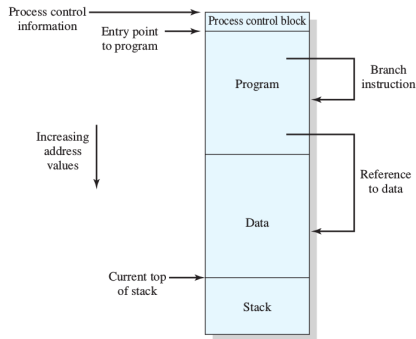 Process control
information
Process control block
Entry point
to program
Program
Branch
instruction
Increasing
address
values
Reference
to data
Data
Current top
of stack
Stack